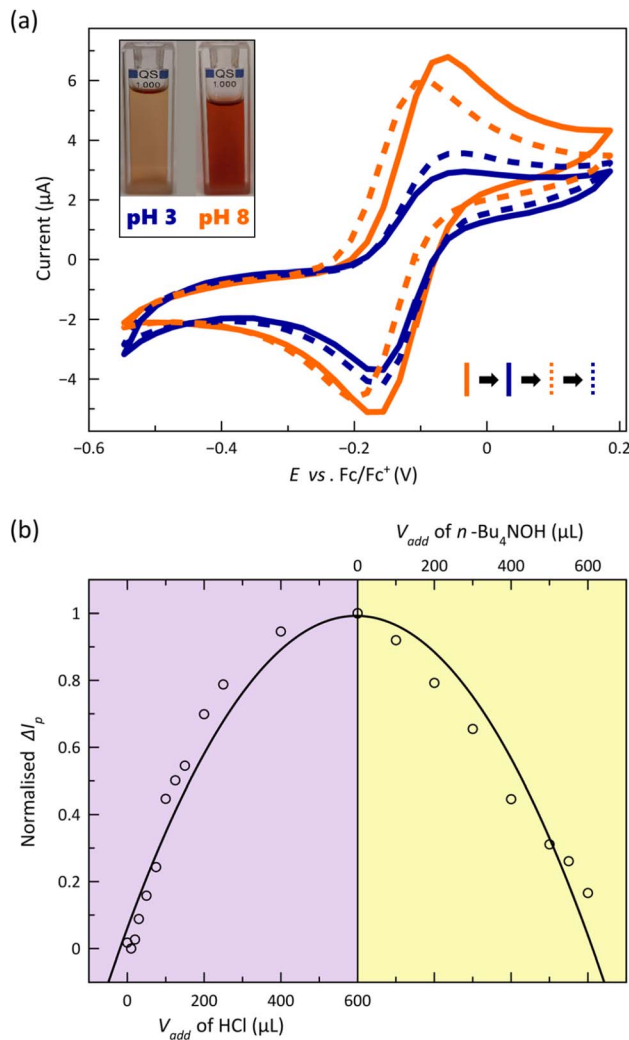 (a)
QS
1.000
QS
1.000
pH 3 pH 8
Current (µA)
6
4
2
0
−2
−4
−0.6 −0.4 −0.2 0 0.2
E vs. Fc/Fc⁺ (V)
(b)
V_add of n-Bu₄NOH (µL)
0 200 400 600
Normalised ΔI_p
1
0.8
0.6
0.4
0.2
0
0 200 400 600
V_add of HCl (µL)